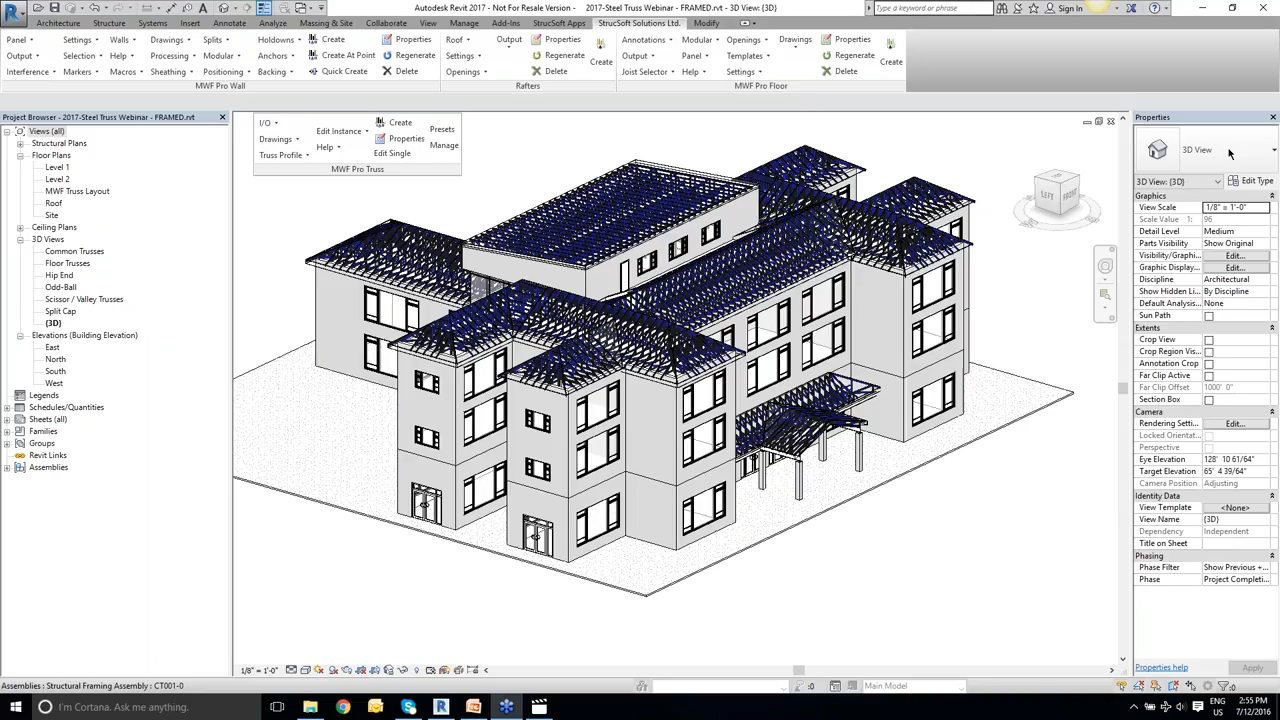 Autodesk Revit 2017 - Not For Resale Version - 2017-Steel Truss Webinar - FRAMED.rvt - 3D View: {3D}
Type a keyword or phrase
Sign In
Architecture Structure Systems Insert Annotate Analyze Massing & Site Collaborate View Manage Add-Ins StrucSoft Apps StrucSoft Solutions Ltd. Modify
Panel Settings Walls Drawings Splits Holdowns Create Properties Roof Output Properties Annotations Modular Openings Drawings Properties
Output Selection Help Processing Modular Anchors Create At Point Regenerate Settings Regenerate Create Output Panel Templates Regenerate Create
Interference Markers Macros Sheathing Positioning Backing Quick Create Delete Openings Delete Joist Selector Help Settings Delete
MWF Pro Wall Rafters MWF Pro Floor
Project Browser - 2017-Steel Truss Webinar - FRAMED.rvt
Views (all)
Structural Plans
Floor Plans
Level 1
Level 2
MWF Truss Layout
Roof
Site
Ceiling Plans
3D Views
Common Trusses
Floor Trusses
Hip End
Odd-Ball
Scissor / Valley Trusses
Split Cap
{3D}
Elevations (Building Elevation)
East
North
South
West
Legends
Schedules/Quantities
Sheets (all)
Families
Groups
Revit Links
Assemblies
I/O Create
Edit Instance Presets
Drawings Properties
Help Manage
Truss Profile Edit Single
MWF Pro Truss
LEFT FRONT
Properties
3D View
3D View: {3D} Edit Type
Graphics
View Scale 1/8" = 1'-0"
Scale Value 1: 96
Detail Level Medium
Parts Visibility Show Original
Visibility/Graphi... Edit...
Graphic Display... Edit...
Discipline Architectural
Show Hidden Li... By Discipline
Default Analysis... None
Sun Path
Extents
Crop View
Crop Region Vis...
Annotation Crop
Far Clip Active
Far Clip Offset 1000' 0"
Section Box
Camera
Rendering Setti... Edit...
Locked Orientat...
Perspective
Eye Elevation 128' 10 61/64"
Target Elevation 65' 4 39/64"
Camera Position Adjusting
Identity Data
View Template <None>
View Name {3D}
Dependency Independent
Title on Sheet
Phasing
Phase Filter Show Previous +...
Phase Project Completi...
Properties help Apply
1/8" = 1'-0"
Assemblies : Structural Framing Assembly : CT001-0
:0
Main Model
:0
I'm Cortana. Ask me anything.
ENG 2:55 PM
US 7/12/2016